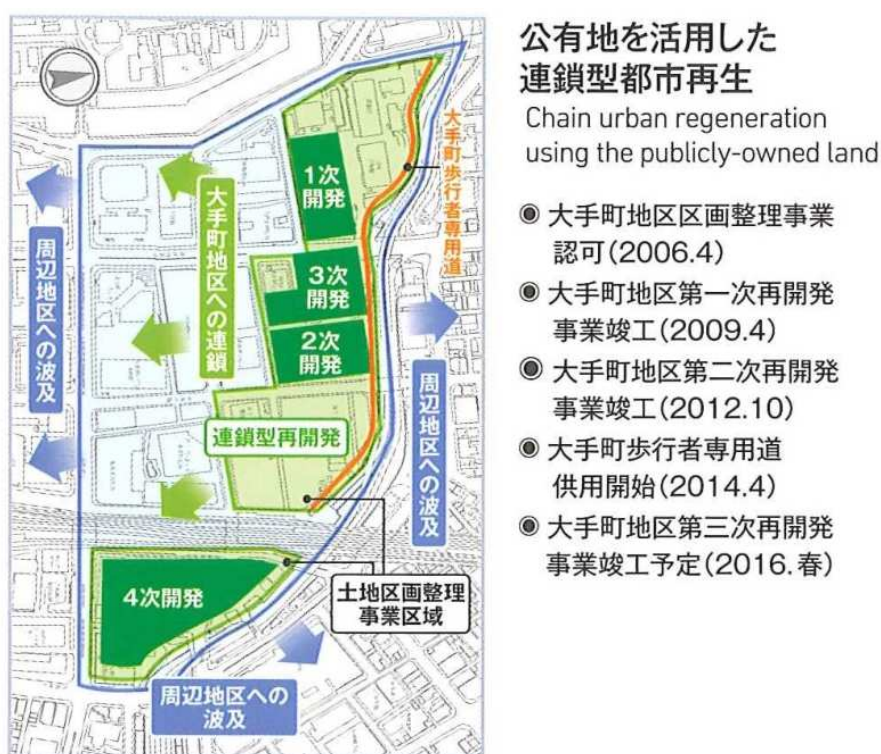 公有地を活用した
連鎖型都市再生
Chain urban regeneration
using the publicly-owned land
◉ 大手町地区区画整理事業
認可(2006.4)
◉ 大手町地区第一次再開発
事業竣工(2009.4)
◉ 大手町地区第二次再開発
事業竣工(2012.10)
◉ 大手町歩行者専用道
供用開始(2014.4)
◉ 大手町地区第三次再開発
事業竣工予定(2016.春)
大手町歩行者専用道
1次
開発
大手町地区への連鎖
周辺地区への波及
3次
開発
2次
開発
周辺地区への波及
連鎖型再開発
4次開発
土地区画整理
事業区域
周辺地区への
波及